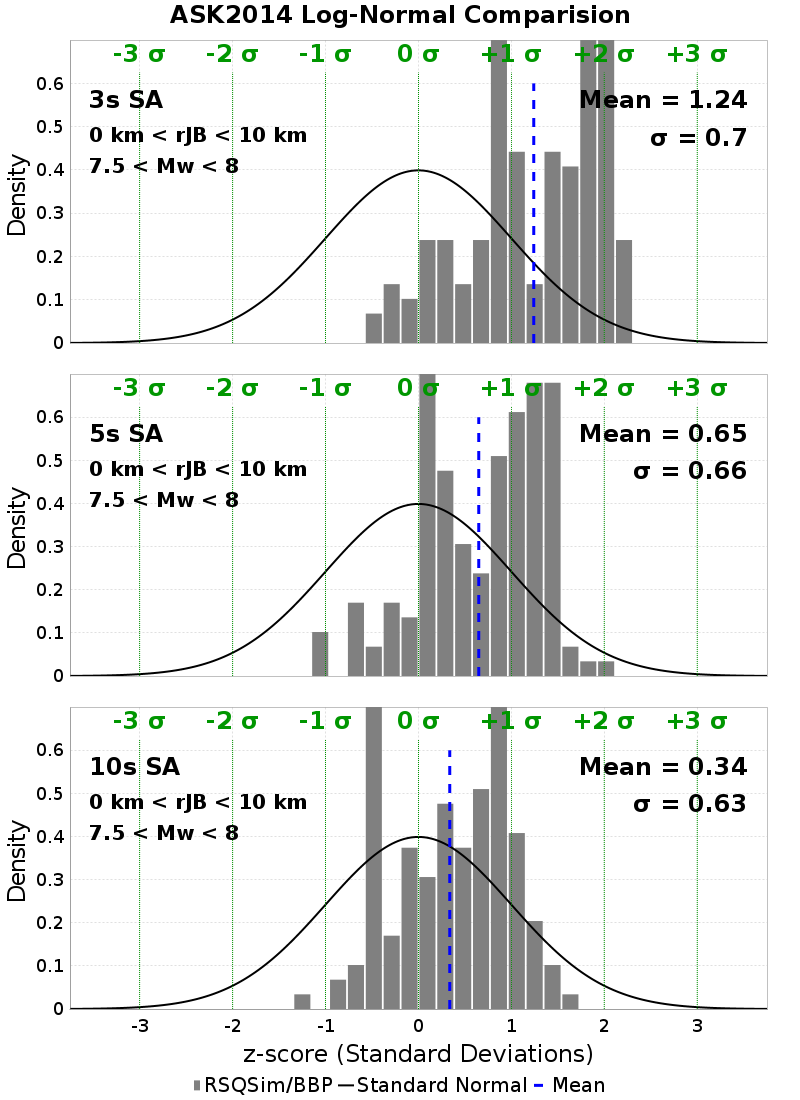 ASK2014 Log-Normal Comparision
-3 σ -2 σ -1 σ 0 σ +1 σ +2 σ +3 σ
3s SA
0 km < rJB < 10 km
7.5 < Mw < 8
Mean = 1.24
σ = 0.7
Density
0.6
0.5
0.4
0.3
0.2
0.1
0
-3 σ -2 σ -1 σ 0 σ +1 σ +2 σ +3 σ
5s SA
0 km < rJB < 10 km
7.5 < Mw < 8
Mean = 0.65
σ = 0.66
Density
0.6
0.5
0.4
0.3
0.2
0.1
0
-3 σ -2 σ -1 σ 0 σ +1 σ +2 σ +3 σ
10s SA
0 km < rJB < 10 km
7.5 < Mw < 8
Mean = 0.34
σ = 0.63
Density
0.6
0.5
0.4
0.3
0.2
0.1
0
-3 -2 -1 0 1 2 3
z-score (Standard Deviations)
RSQSim/BBP Standard Normal Mean